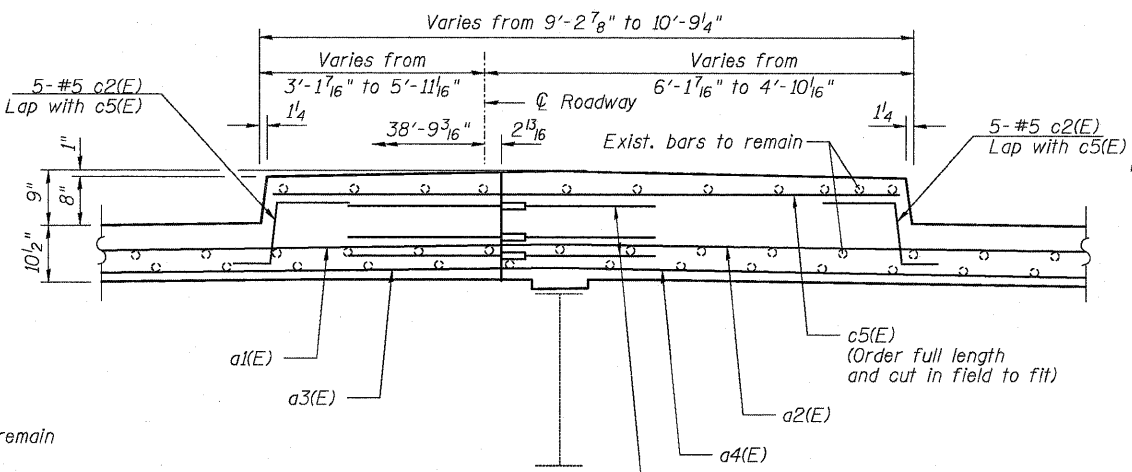 Varies from 9'-2 7/8" to 10'-9 1/4"
Varies from
3'-1 7/16" to 5'-11 1/16"
Varies from
6'-1 7/16" to 4'-10 1/16"
5-#5 c2(E)
Lap with c5(E)
1 1/4
℄ Roadway
38'-9 3/16"
2 13/16
Exist. bars to remain
1 1/4
5-#5 c2(E)
Lap with c5(E)
1"
9"
8"
10 1/2"
a1(E)
a3(E)
c5(E)
(Order full length
and cut in field to fit)
a2(E)
a4(E)
remain